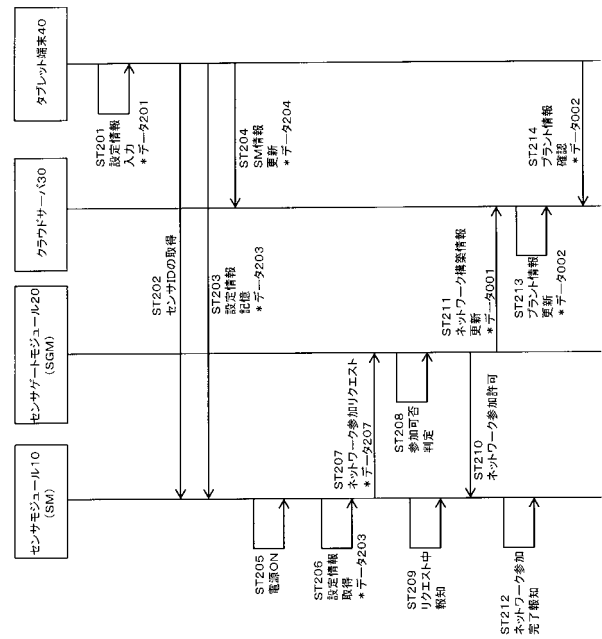 センサモジュール10
(SM)
センサゲートモジュール20
(SGM)
クラウドサーバ30
タブレット端末40
ST201
設定情報
入力
*データ201
ST202
センサIDの取得
ST203
設定情報
記憶
*データ203
ST204
SM情報
更新
*データ204
ST205
電源ON
ST206
設定情報
取得
*データ203
ST207
ネットワーク参加リクエスト
*データ207
ST208
参加可否
判定
ST209
リクエスト中
報知
ST210
ネットワーク参加許可
ST211
ネットワーク構築情報
更新
*データ001
ST212
ネットワーク参加
完了報知
ST213
プラント情報
更新
*データ002
ST214
プラント情報
確認
*データ002